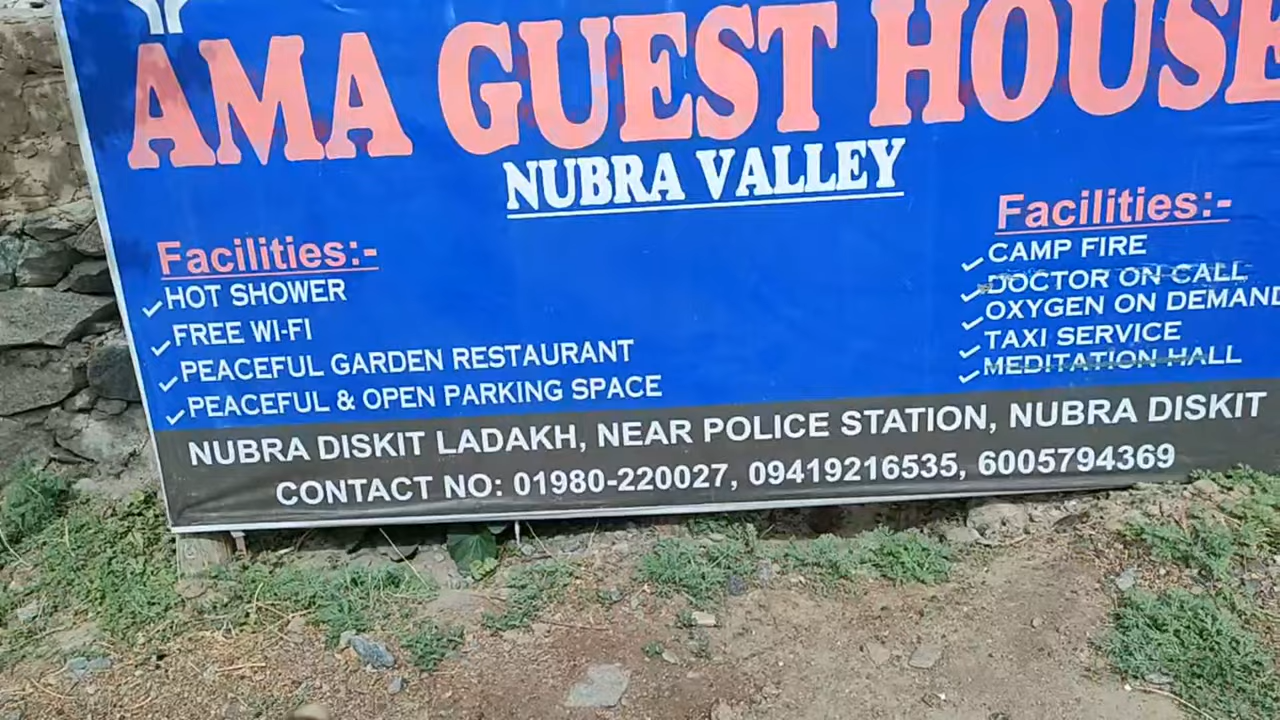 AMA GUEST HOUSE
NUBRA VALLEY
Facilities:-
HOT SHOWER
FREE WI-FI
PEACEFUL GARDEN RESTAURANT
PEACEFUL & OPEN PARKING SPACE
Facilities:-
CAMP FIRE
DOCTOR ON CALL
OXYGEN ON DEMAND
TAXI SERVICE
MEDITATION HALL
NUBRA DISKIT LADAKH, NEAR POLICE STATION, NUBRA DISKIT
CONTACT NO: 01980-220027, 09419216535, 6005794369